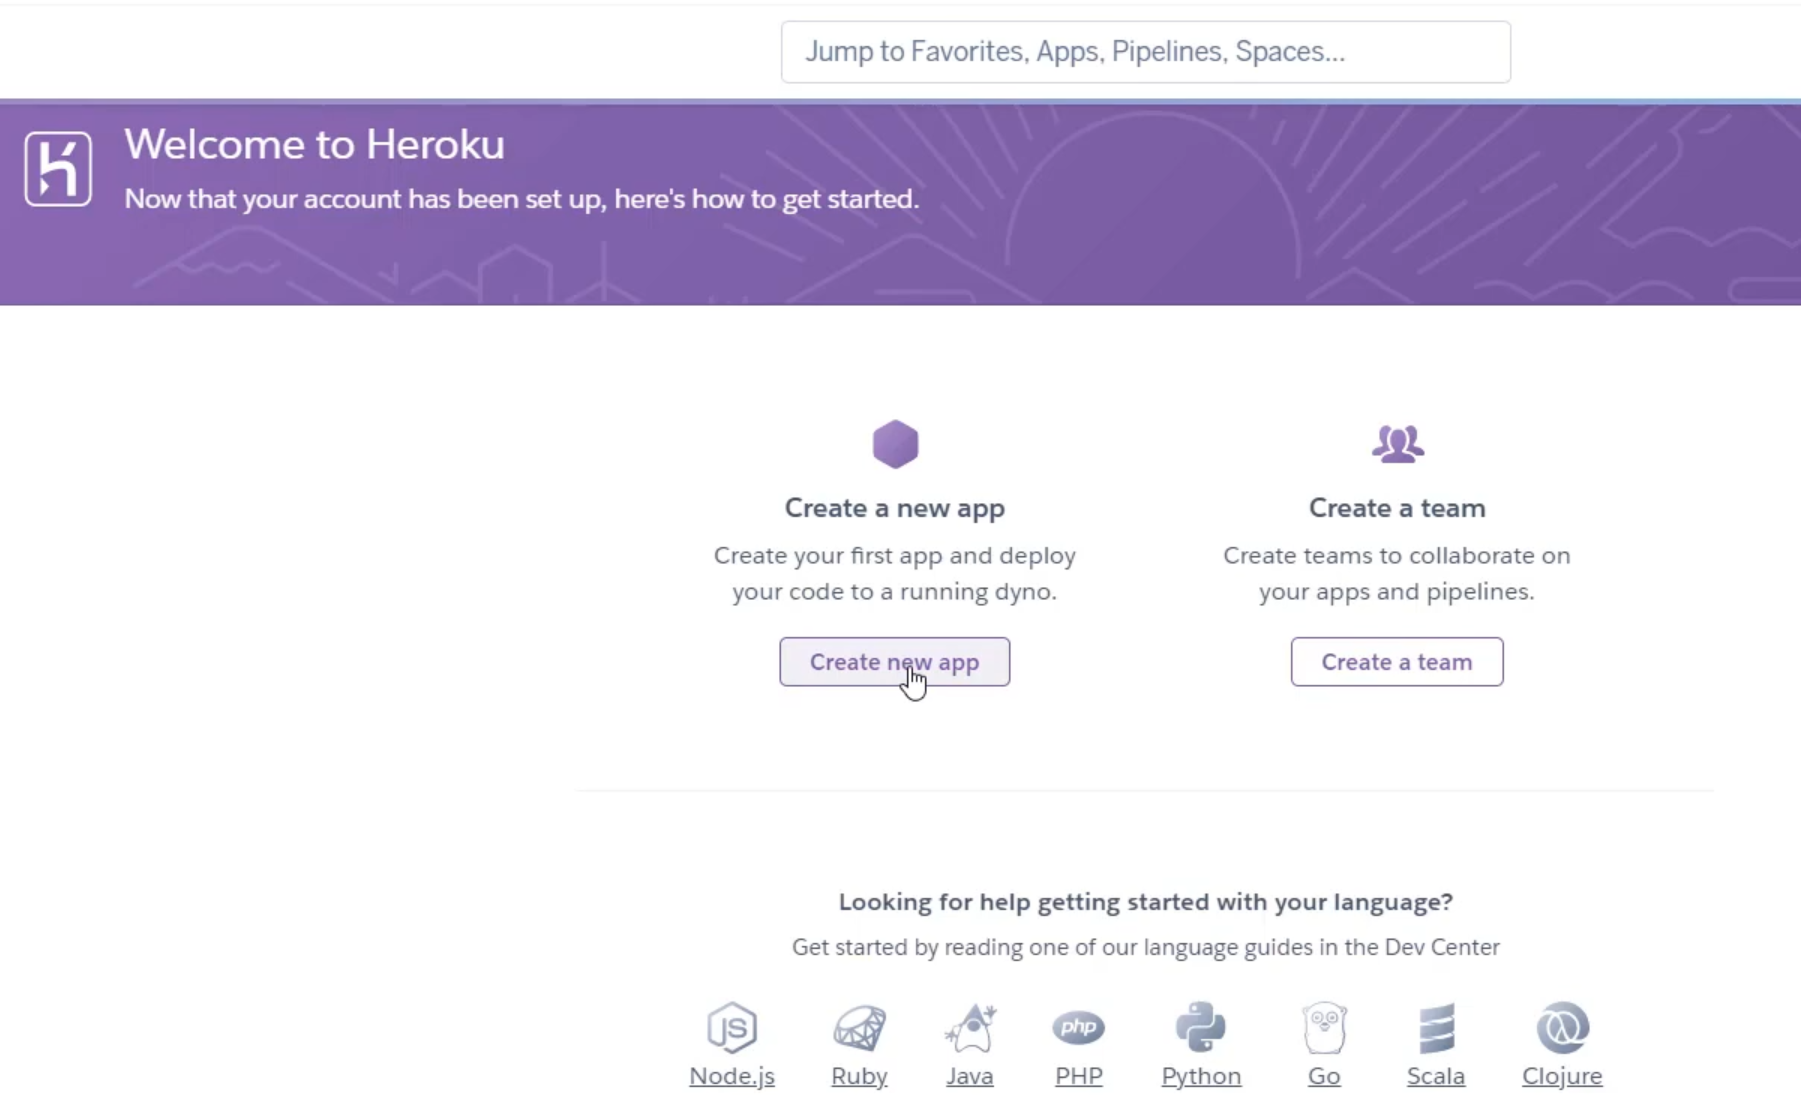 Jump to Favorites, Apps, Pipelines, Spaces...
Welcome to Heroku
Now that your account has been set up, here's how to get started.
Create a new app
Create your first app and deploy
your code to a running dyno.
Create new app
Create a team
Create teams to collaborate on
your apps and pipelines.
Create a team
Looking for help getting started with your language?
Get started by reading one of our language guides in the Dev Center
JS
php
Node.js
Ruby
Java
PHP
Python
Go
Scala
Clojure